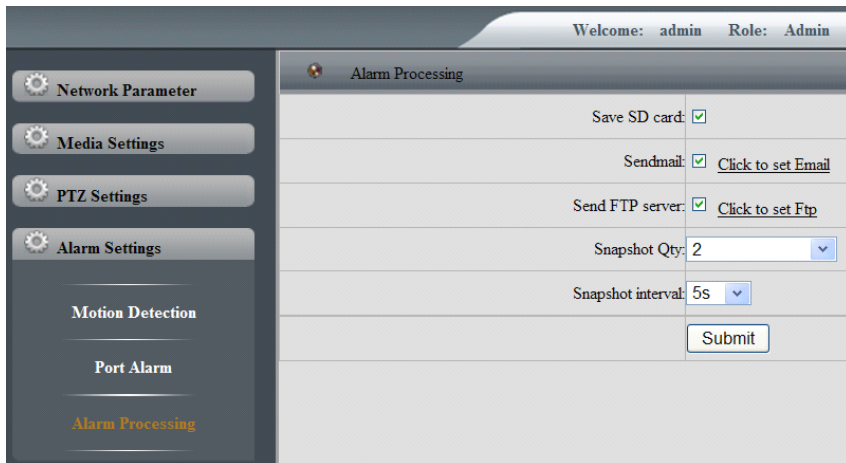 Welcome: admin Role: Admin
Network Parameter
Media Settings
PTZ Settings
Alarm Settings
Motion Detection
Port Alarm
Alarm Processing
Alarm Processing
Save SD card:
Sendmail: Click to set Email
Send FTP server: Click to set Ftp
Snapshot Qty: 2
Snapshot interval: 5s
Submit